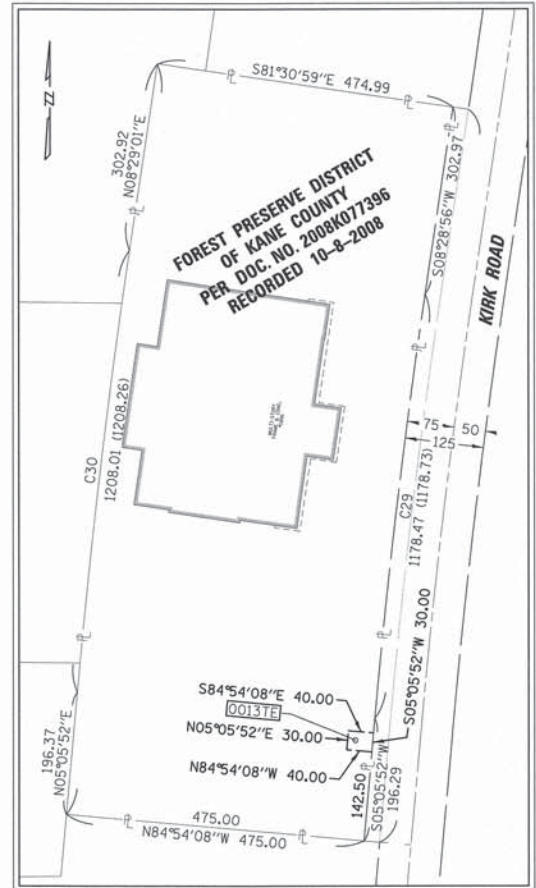 ZZ
S81°30'59"E 474.99
302.92
N08°29'01"E
FOREST PRESERVE DISTRICT
OF KANE COUNTY
PER DOC. NO. 2008K077396
RECORDED 10-8-2008
S08°28'56"W 302.97
KIRK ROAD
C30
1208.01 (1208.26)
75
50
125
C29
1178.47 (1178.73)
S84°54'08"E 40.00
0013TE
N05°05'52"E 30.00
N84°54'08"W 40.00
S05°05'52"W 30.00
196.37
N05°05'52"E
142.50
S05°05'52"W
196.29
475.00
N84°54'08"W 475.00